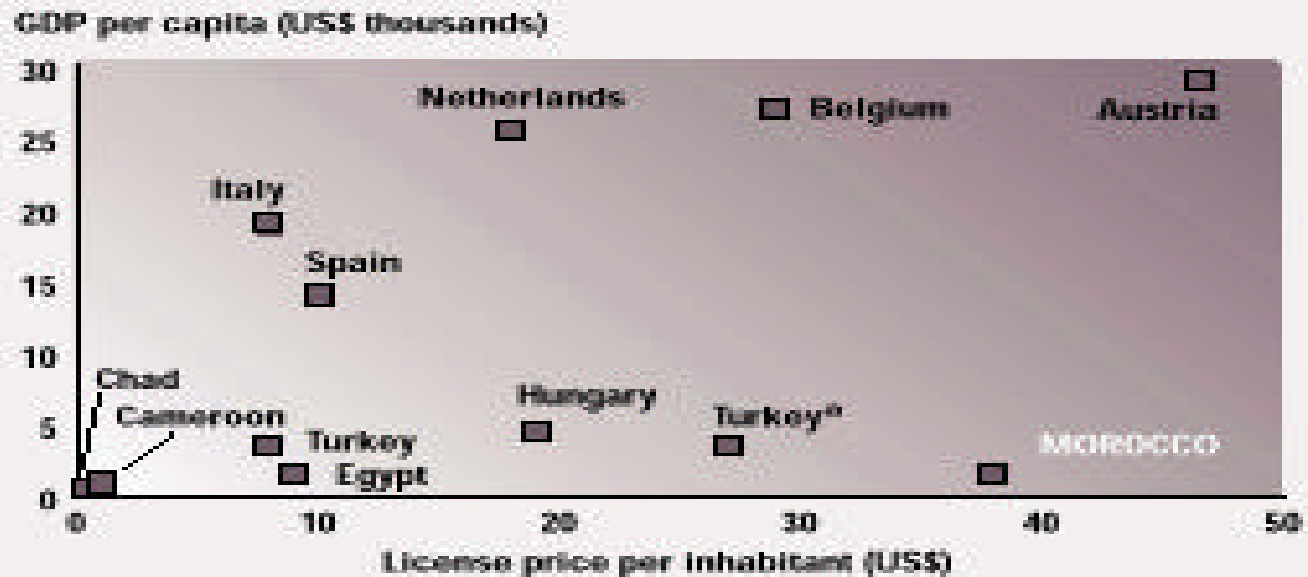 GDP per capita (US$ thousands)
30
Netherlands
Belgium
Austria
25
Italy
20
Spain
15
10
Chad
Hungary
Cameroon
Turkey*
5
Turkey
MOROCCO
Egypt
0
0 10 20 30 40 50
License price per inhabitant (US$)